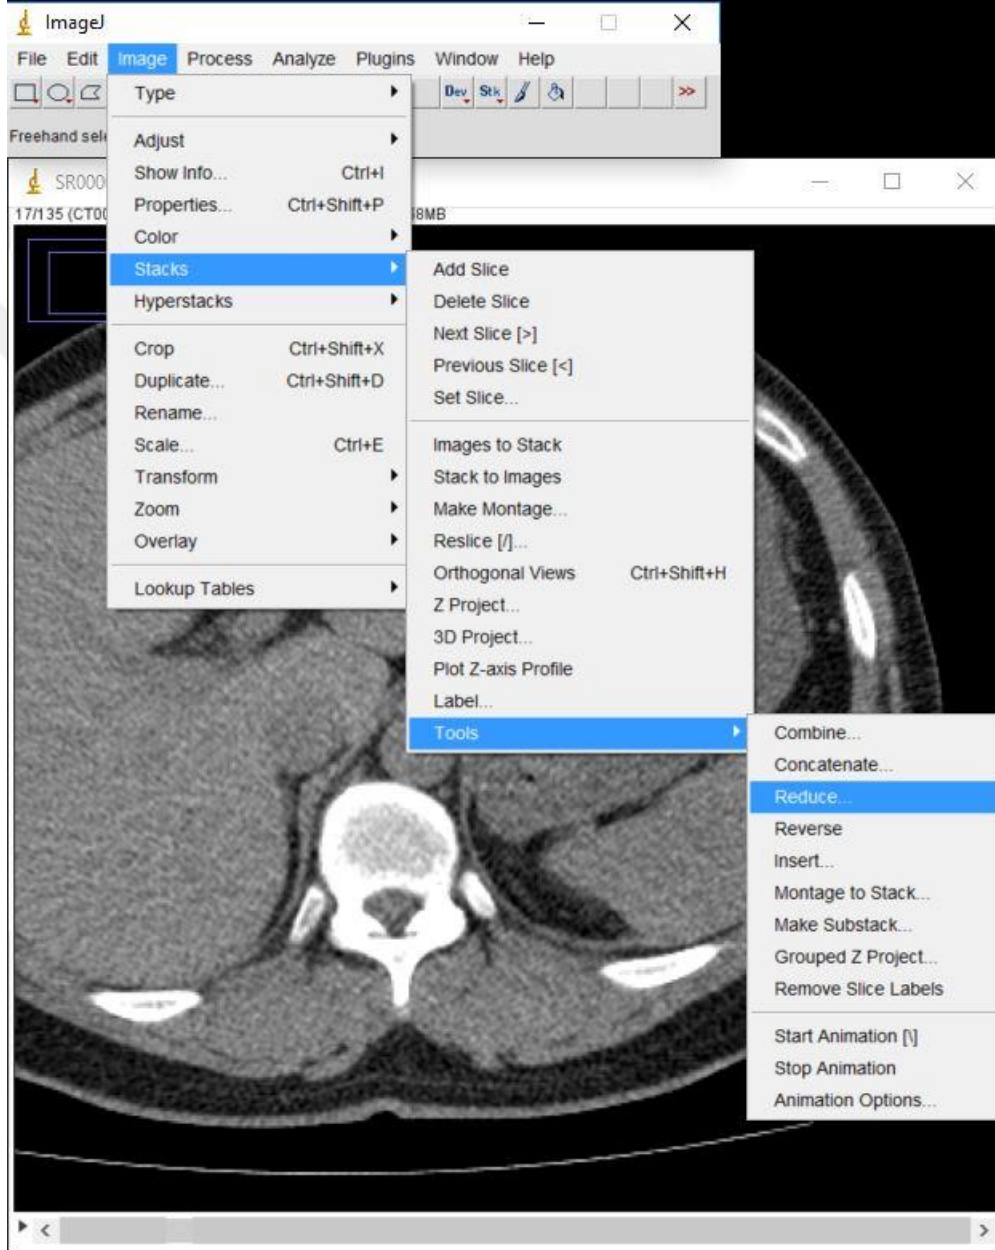 ImageJ
File Edit Image Process Analyze Plugins Window Help
Dev Stk >>
Freehand sel
Type
Adjust
Show Info... Ctrl+I
Properties... Ctrl+Shift+P
Color
Stacks
Hyperstacks
Crop Ctrl+Shift+X
Duplicate... Ctrl+Shift+D
Rename...
Scale... Ctrl+E
Transform
Zoom
Overlay
Lookup Tables
SR000
17/135 (CT00
8MB
Add Slice
Delete Slice
Next Slice [>]
Previous Slice [<]
Set Slice...
Images to Stack
Stack to Images
Make Montage...
Reslice [/]...
Orthogonal Views Ctrl+Shift+H
Z Project...
3D Project...
Plot Z-axis Profile
Label...
Tools
Combine...
Concatenate...
Reduce...
Reverse
Insert...
Montage to Stack...
Make Substack...
Grouped Z Project...
Remove Slice Labels
Start Animation [\]
Stop Animation
Animation Options...